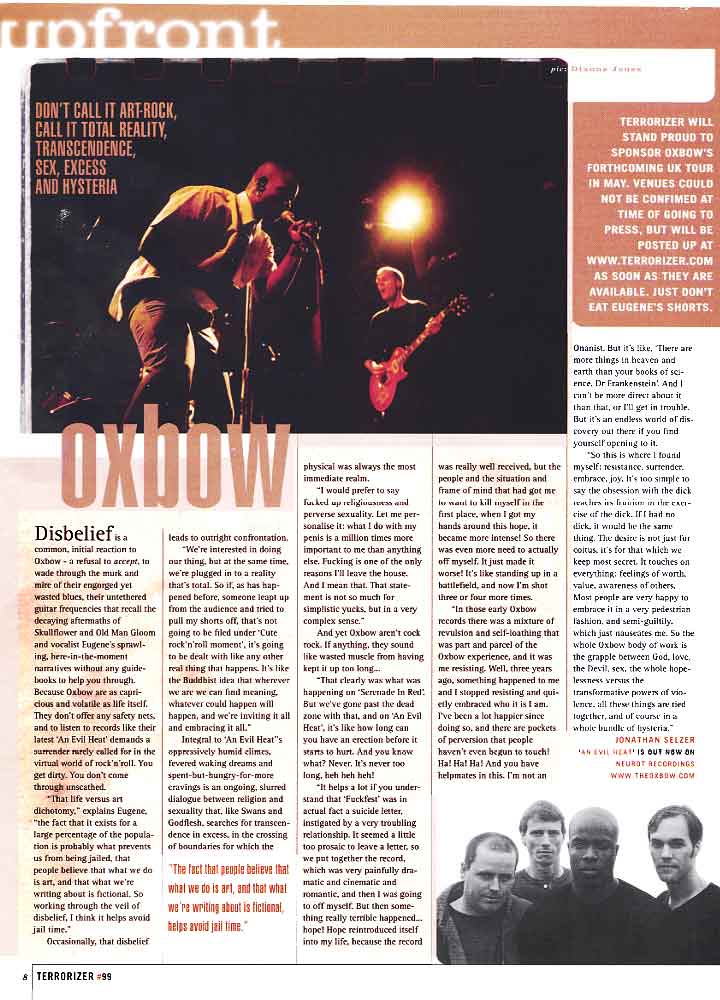 upfront
pic: Dianne Jones
DON'T CALL IT ART-ROCK,
CALL IT TOTAL REALITY,
TRANSCENDENCE,
SEX, EXCESS
AND HYSTERIA
TERRORIZER WILL
STAND PROUD TO
SPONSOR OXBOW'S
FORTHCOMING UK TOUR
IN MAY. VENUES COULD
NOT BE CONFIMED AT
TIME OF GOING TO
PRESS, BUT WILL BE
POSTED UP AT
WWW.TERRORIZER.COM
AS SOON AS THEY ARE
AVAILABLE. JUST DON'T
EAT EUGENE'S SHORTS.
oxbow
Disbelief is a
common, initial reaction to
Oxbow - a refusal to accept, to
wade through the murk and
mire of their engorged yet
wasted blues, their untethered
guitar frequencies that recall the
decaying aftermaths of
Skullflower and Old Man Gloom
and vocalist Eugene's sprawl-
ing, here-in-the-moment
narratives without any guide-
books to help you through.
Because Oxbow are as capri-
cious and volatile as life itself.
They don't offer any safety nets,
and to listen to records like their
latest 'An Evil Heat' demands a
surrender rarely called for in the
virtual world of rock'n'roll. You
get dirty. You don't come
through unscathed.
"That life versus art
dichotomy," explains Eugene,
"the fact that it exists for a
large percentage of the popula-
tion is probably what prevents
us from being jailed, that
people believe that what we do
is art, and that what we're
writing about is fictional. So
working through the veil of
disbelief, I think it helps avoid
jail time."
Occasionally, that disbelief
leads to outright confrontation.
"We're interested in doing
our thing, but at the same time,
we're plugged in to a reality
that's total. So if, as has hap-
pened before, someone leapt up
from the audience and tried to
pull my shorts off, that's not
going to be filed under 'Cute
rock'n'roll moment', it's going
to be dealt with like any other
real thing that happens. It's like
the Buddhist idea that wherever
we are we can find meaning,
whatever could happen will
happen, and we're inviting it all
and embracing it all."
Integral to 'An Evil Heat''s
oppressively humid climes,
fevered waking dreams and
spent-but-hungry-for-more
cravings is an ongoing, slurred
dialogue between religion and
sexuality that, like Swans and
Godflesh, searches for transcen-
dence in excess, in the crossing
of boundaries for which the
"The fact that people believe that
what we do is art, and that what
we're writing about is fictional,
helps avoid jail time."
physical was always the most
immediate realm.
"I would prefer to say
fucked up religiousness and
perverse sexuality. Let me per-
sonalise it: what I do with my
penis is a million times more
important to me than anything
else. Fucking is one of the only
reasons I'll leave the house.
And I mean that. That state-
ment is not so much for
simplistic yucks, but in a very
complex sense."
And yet Oxbow aren't cock
rock. If anything, they sound
like wasted muscle from having
kept it up too long...
"That clearly was what was
happening on 'Serenade In Red'.
But we've gone past the dead
zone with that, and on 'An Evil
Heat', it's like how long can
you have an erection before it
starts to hurt. And you know
what? Never. It's never too
long, heh heh heh!
"It helps a lot if you under-
stand that 'Fuckfest' was in
actual fact a suicide letter,
instigated by a very troubling
relationship. It seemed a little
too prosaic to leave a letter, so
we put together the record,
which was very painfully dra-
matic and cinematic and
romantic, and then I was going
to off myself. But then some-
thing really terrible happened...
hope! Hope reintroduced itself
into my life, because the record
was really well received, but the
people and the situation and
frame of mind that had got me
to want to kill myself in the
first place, when I got my
hands around this hope, it
became more intense! So there
was even more need to actually
off myself. It just made it
worse! It's like standing up in a
battlefield, and now I'm shot
three or four more times.
"In those early Oxbow
records there was a mixture of
revulsion and self-loathing that
was part and parcel of the
Oxbow experience, and it was
me resisting. Well, three years
ago, something happened to me
and I stopped resisting and qui-
etly embraced who it is I am.
I've been a lot happier since
doing so, and there are pockets
of perversion that people
haven't even begun to touch!
Ha! Ha! Ha! And you have
helpmates in this. I'm not an
Onanist. But it's like, 'There are
more things in heaven and
earth than your books of sci-
ence, Dr Frankenstein'. And I
can't be more direct about it
than that, or I'll get in trouble.
But it's an endless world of dis-
covery out there if you find
yourself opening to it.
"So this is where I found
myself: resistance, surrender,
embrace, joy. It's too simple to
say the obsession with the dick
reaches its fruition in the exer-
cise of the dick. If I had no
dick, it would be the same
thing. The desire is not just for
coitus, it's for that which we
keep most secret. It touches on
everything: feelings of worth,
value, awareness of others.
Most people are very happy to
embrace it in a very pedestrian
fashion, and semi-guiltily,
which just nauseates me. So the
whole Oxbow body of work is
the grapple between God, love,
the Devil, sex, the whole hope-
lessness versus the
transformative powers of vio-
lence, all these things are tied
together, and of course in a
whole bundle of hysteria."
JONATHAN SELZER
'AN EVIL HEAT' IS OUT NOW ON
NEUROT RECORDINGS
WWW.THEOXBOW.COM
8 TERRORIZER #99